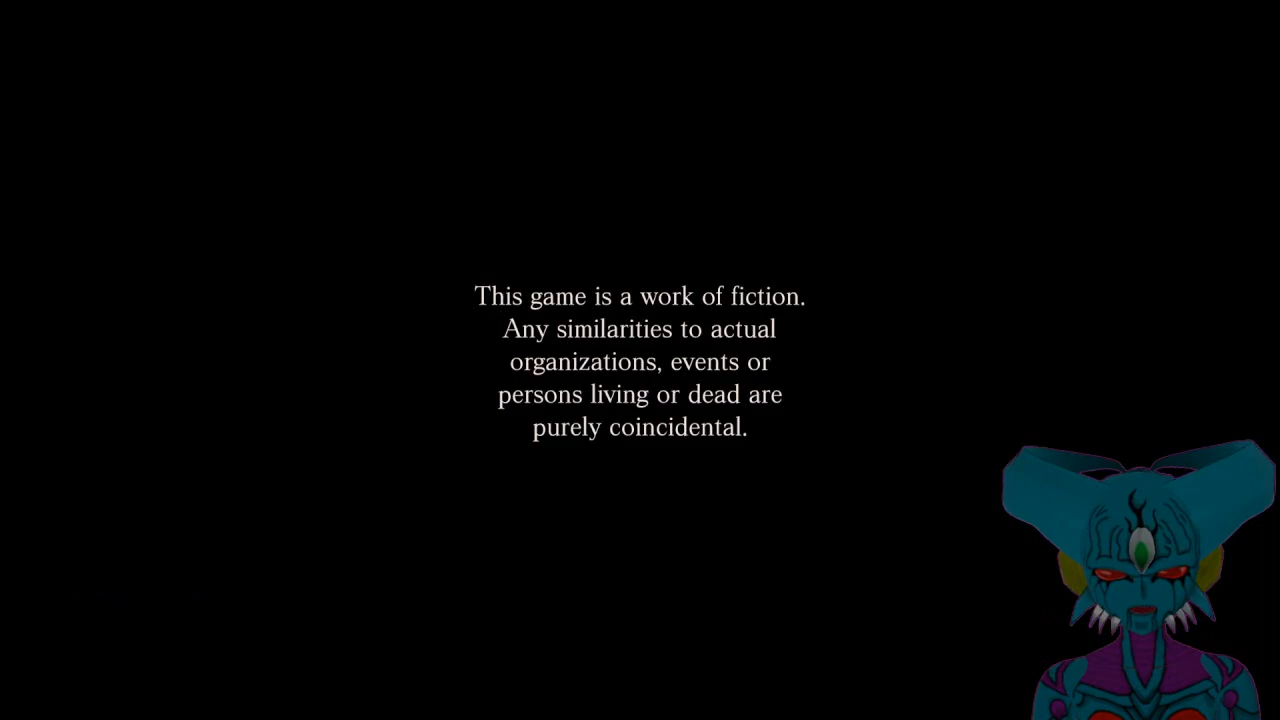 This game is a work of fiction.
Any similarities to actual
organizations, events or
persons living or dead are
purely coincidental.